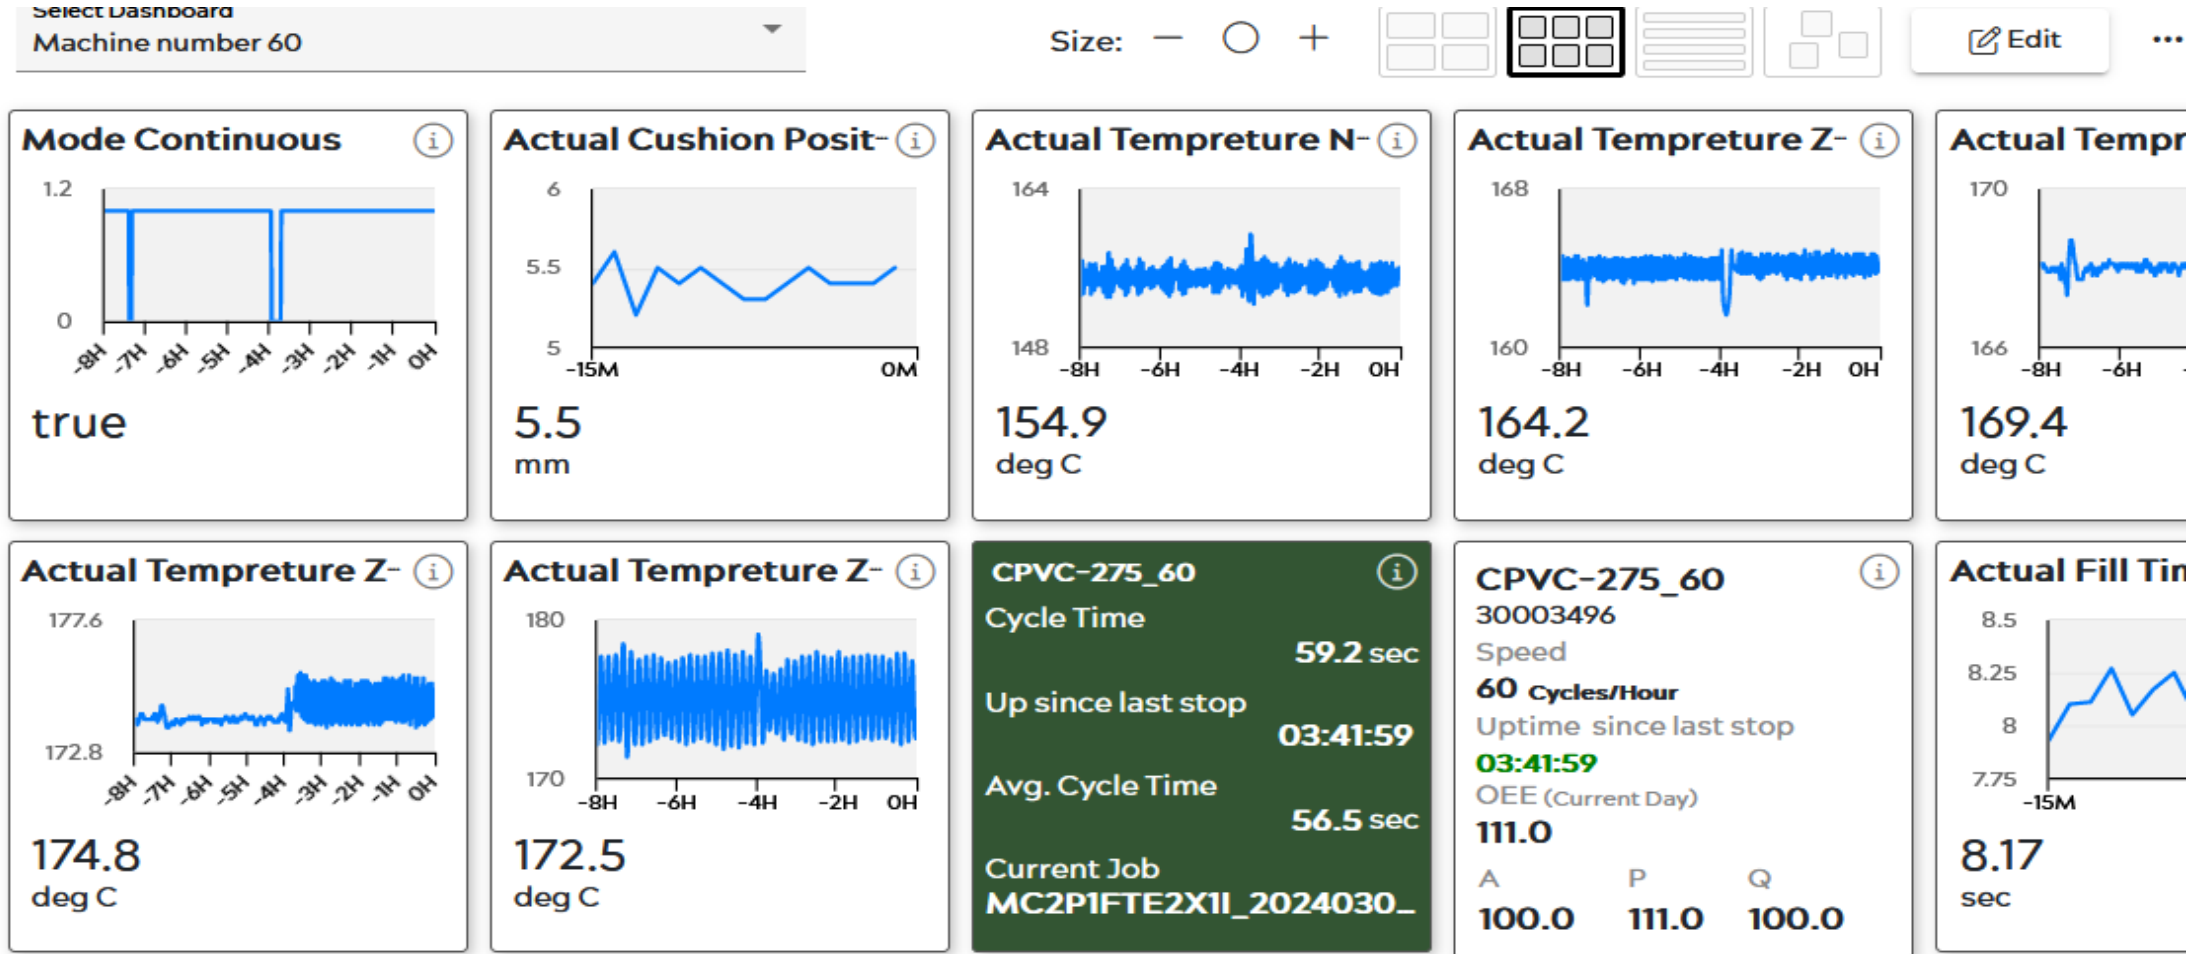 Select Dashboard
Machine number 60
Size:
Edit
Mode Continuous
1.2
0
-8H -7H -6H -5H -4H -3H -2H -1H 0H
true
Actual Cushion Posit-
6
5.5
5
-15M 0M
5.5
mm
Actual Tempreture N-
164
148
-8H -6H -4H -2H 0H
154.9
deg C
Actual Tempreture Z-
168
160
-8H -6H -4H -2H 0H
164.2
deg C
Actual Tempr
170
166
-8H -6H
169.4
deg C
Actual Tempreture Z-
177.6
172.8
-8H -7H -6H -5H -4H -3H -2H -1H 0H
174.8
deg C
Actual Tempreture Z-
180
170
-8H -6H -4H -2H 0H
172.5
deg C
CPVC-275_60
Cycle Time
59.2 sec
Up since last stop
03:41:59
Avg. Cycle Time
56.5 sec
Current Job
MC2P1FTE2X1I_2024030_
CPVC-275_60
30003496
Speed
60 Cycles/Hour
Uptime since last stop
03:41:59
OEE (Current Day)
111.0
A P Q
100.0 111.0 100.0
Actual Fill Tim
8.5
8.25
8
7.75
-15M
8.17
sec